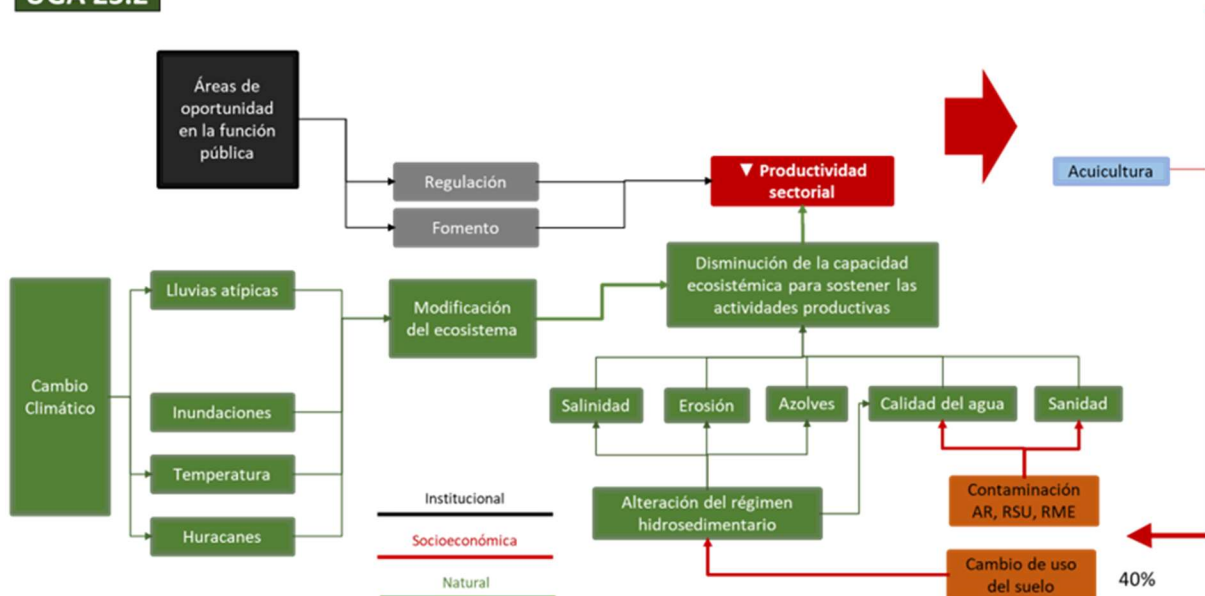 Áreas de
oportunidad
en la función
pública
Regulación
Fomento
▼ Productividad
sectorial
Acuicultura
Cambio
Climático
Lluvias atípicas
Inundaciones
Temperatura
Huracanes
Modificación
del ecosistema
Disminución de la capacidad
ecosistémica para sostener las
actividades productivas
Salinidad
Erosión
Azolves
Calidad del agua
Sanidad
Alteración del régimen
hidrosedimentario
Contaminación
AR, RSU, RME
Cambio de uso
del suelo
40%
Institucional
Socioeconómica
Natural